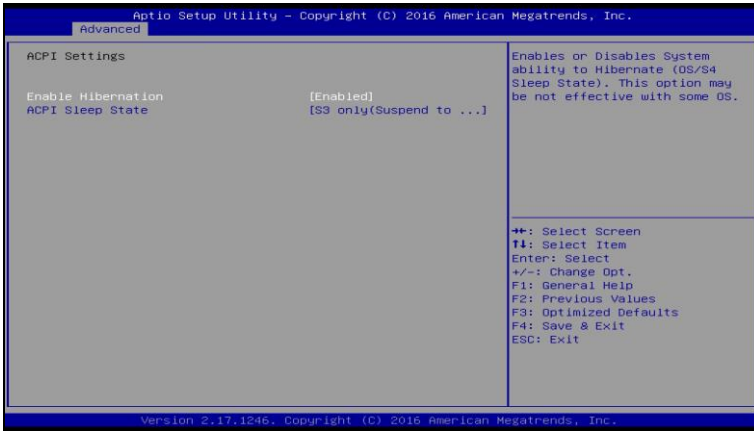 Aptio Setup Utility – Copyright (C) 2016 American Megatrends, Inc.
Advanced
ACPI Settings
Enable Hibernation [Enabled]
ACPI Sleep State [S3 only(Suspend to ...]
Enables or Disables System
ability to Hibernate (OS/S4
Sleep State). This option may
be not effective with some OS.
→←: Select Screen
↑↓: Select Item
Enter: Select
+/-: Change Opt.
F1: General Help
F2: Previous Values
F3: Optimized Defaults
F4: Save & Exit
ESC: Exit
Version 2.17.1246. Copyright (C) 2016 American Megatrends, Inc.